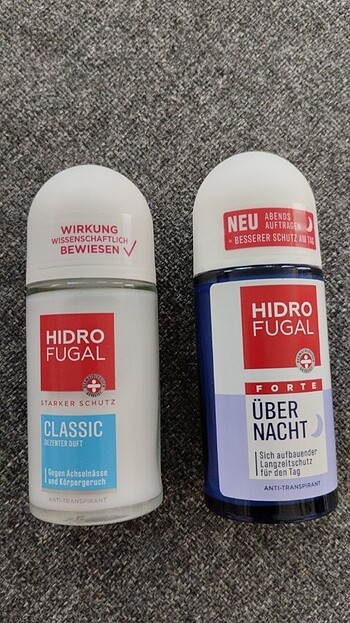 WIRKUNG
WISSENSCHAFTLICH
BEWIESEN
HIDRO
FUGAL
STARKER SCHUTZ
CLASSIC
DEZENTER DUFT
Gegen Achselnässe
und Körpergeruch
ANTI-TRANSPIRANT
NEU ABENDS
AUFTRAGEN
= BESSERER SCHUTZ AM TAG
HIDRO
FUGAL
FORTE
ÜBER
NACHT
Sich aufbauender
Langzeitschutz
für den Tag
ANTI-TRANSPIRANT